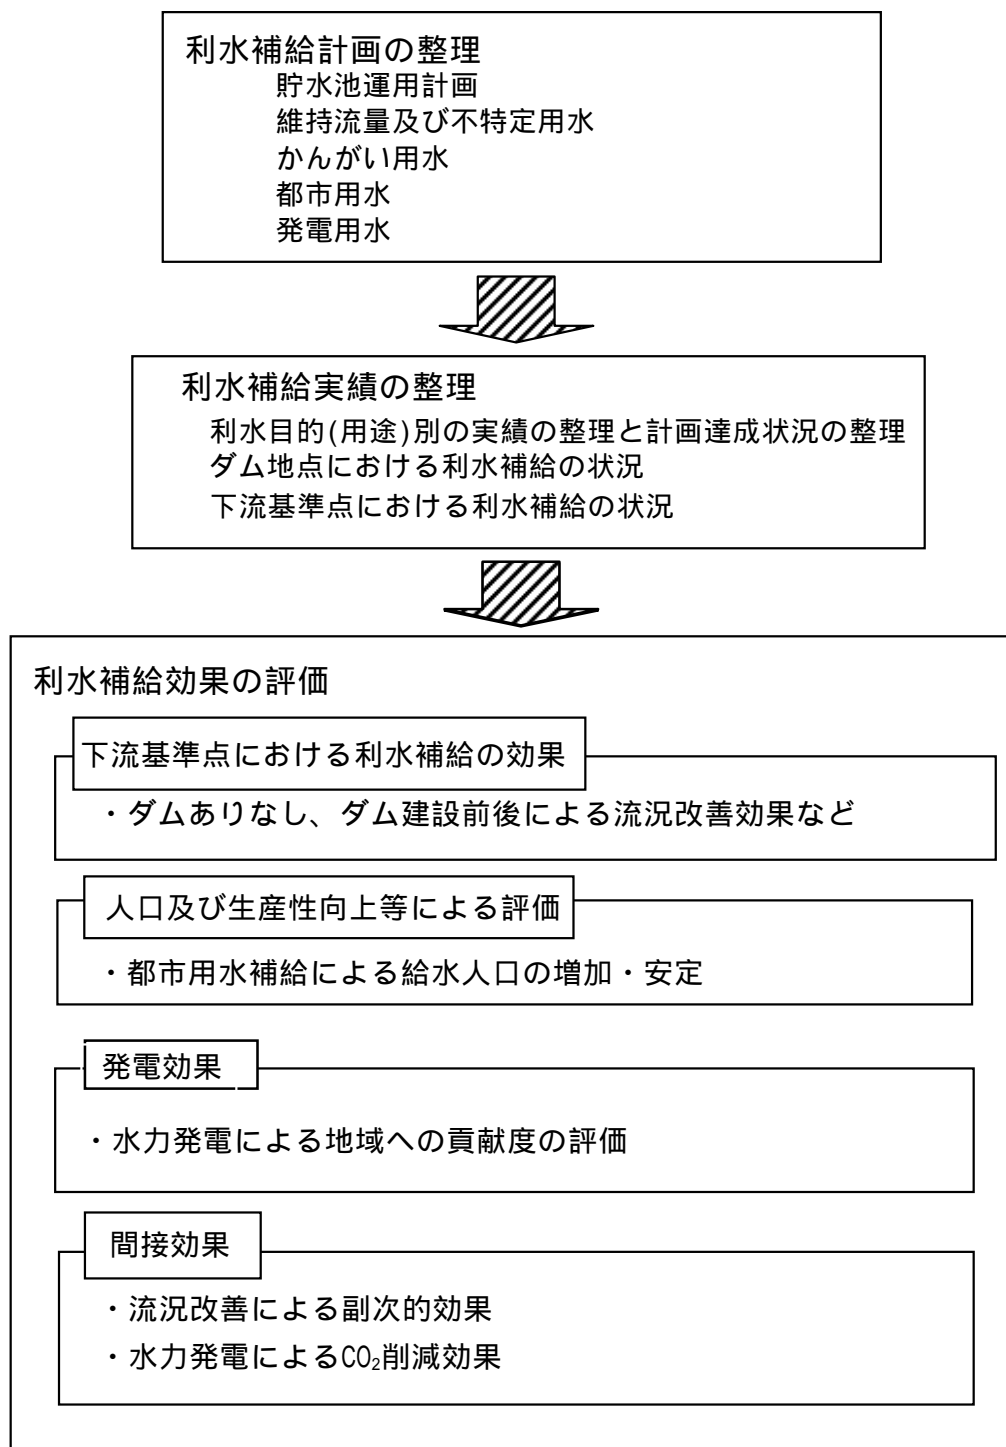 利水補給計画の整理
貯水池運用計画
維持流量及び不特定用水
かんがい用水
都市用水
発電用水
利水補給実績の整理
利水目的(用途)別の実績の整理と計画達成状況の整理
ダム地点における利水補給の状況
下流基準点における利水補給の状況
利水補給効果の評価
下流基準点における利水補給の効果
・ダムありなし、ダム建設前後による流況改善効果など
人口及び生産性向上等による評価
・都市用水補給による給水人口の増加・安定
発電効果
・水力発電による地域への貢献度の評価
間接効果
・流況改善による副次的効果
・水力発電によるCO₂削減効果